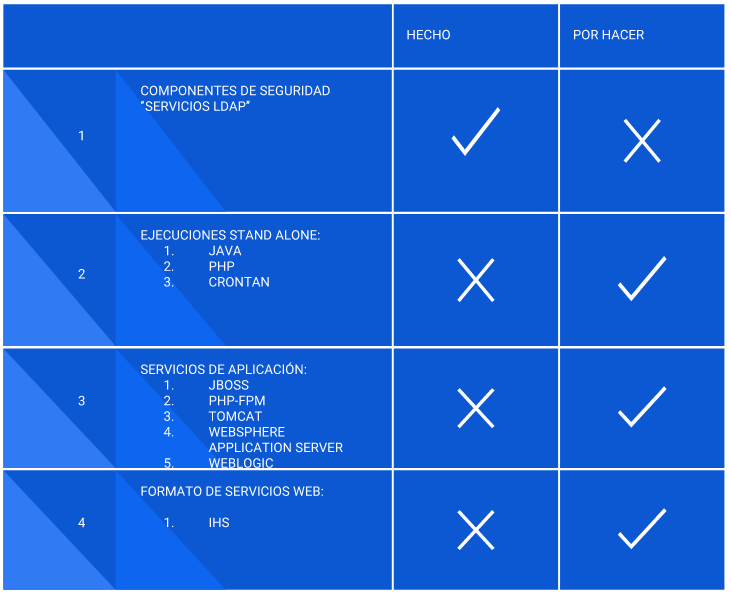 HECHO
POR HACER
1
COMPONENTES DE SEGURIDAD
“SERVICIOS LDAP”
2
EJECUCIONES STAND ALONE:
1. JAVA
2. PHP
3. CRONTAN
3
SERVICIOS DE APLICACIÓN:
1. JBOSS
2. PHP-FPM
3. TOMCAT
4. WEBSPHERE
APPLICATION SERVER
5. WEBLOGIC
4
FORMATO DE SERVICIOS WEB:
1. IHS